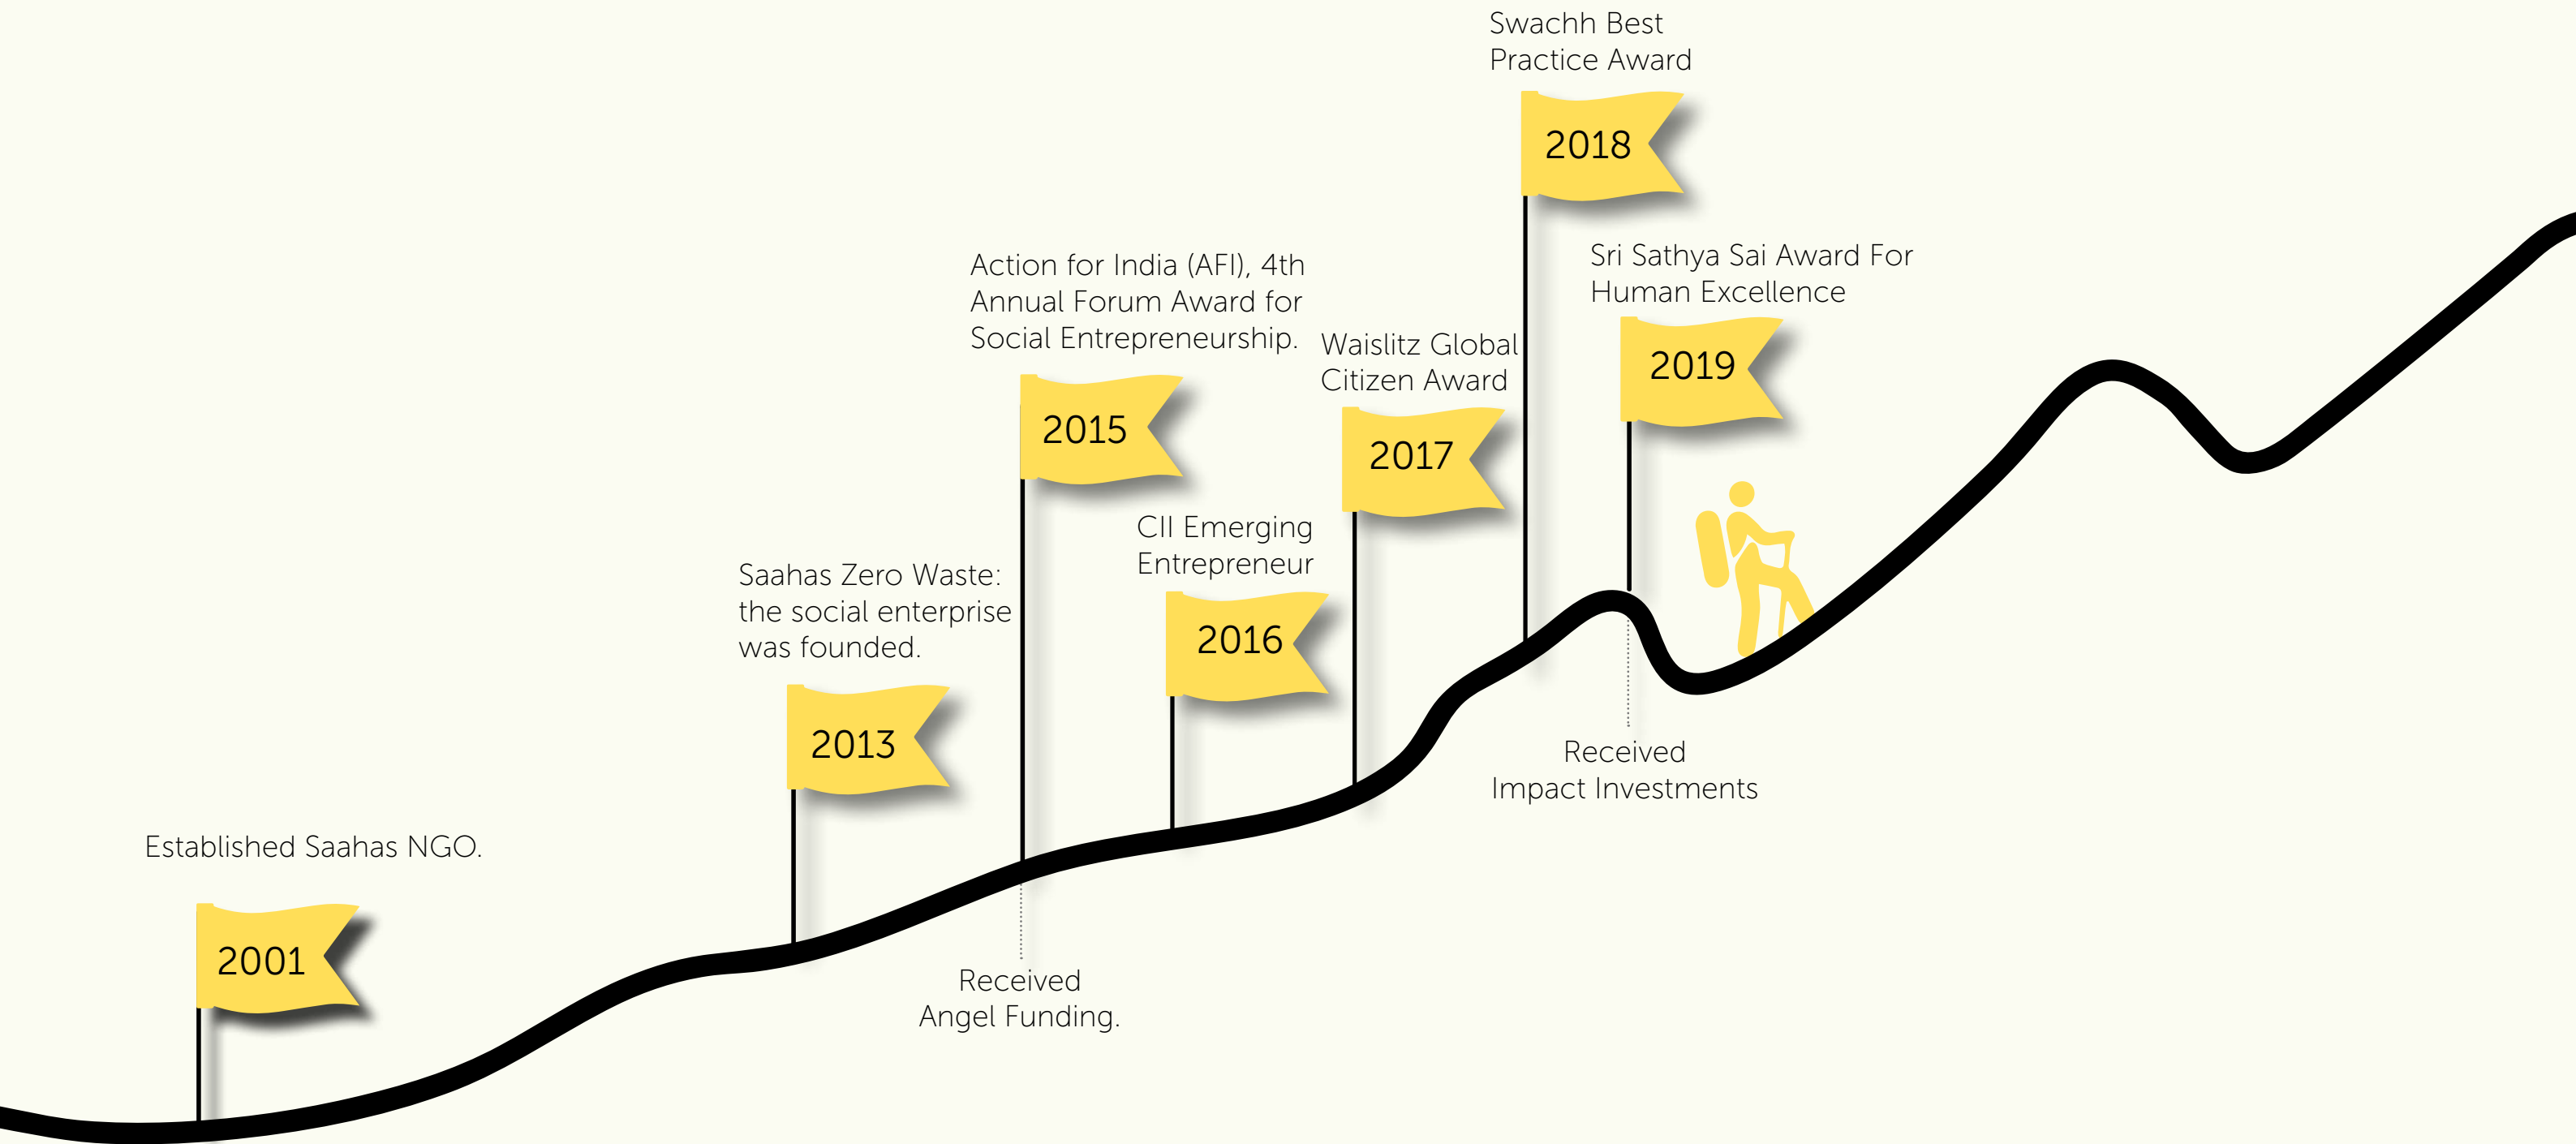 Established Saahas NGO.
2001
Saahas Zero Waste:
the social enterprise
was founded.
2013
Action for India (AFI), 4th
Annual Forum Award for
Social Entrepreneurship.
2015
Received
Angel Funding.
CII Emerging
Entrepreneur
2016
Waislitz Global
Citizen Award
2017
Swachh Best
Practice Award
2018
Sri Sathya Sai Award For
Human Excellence
2019
Received
Impact Investments